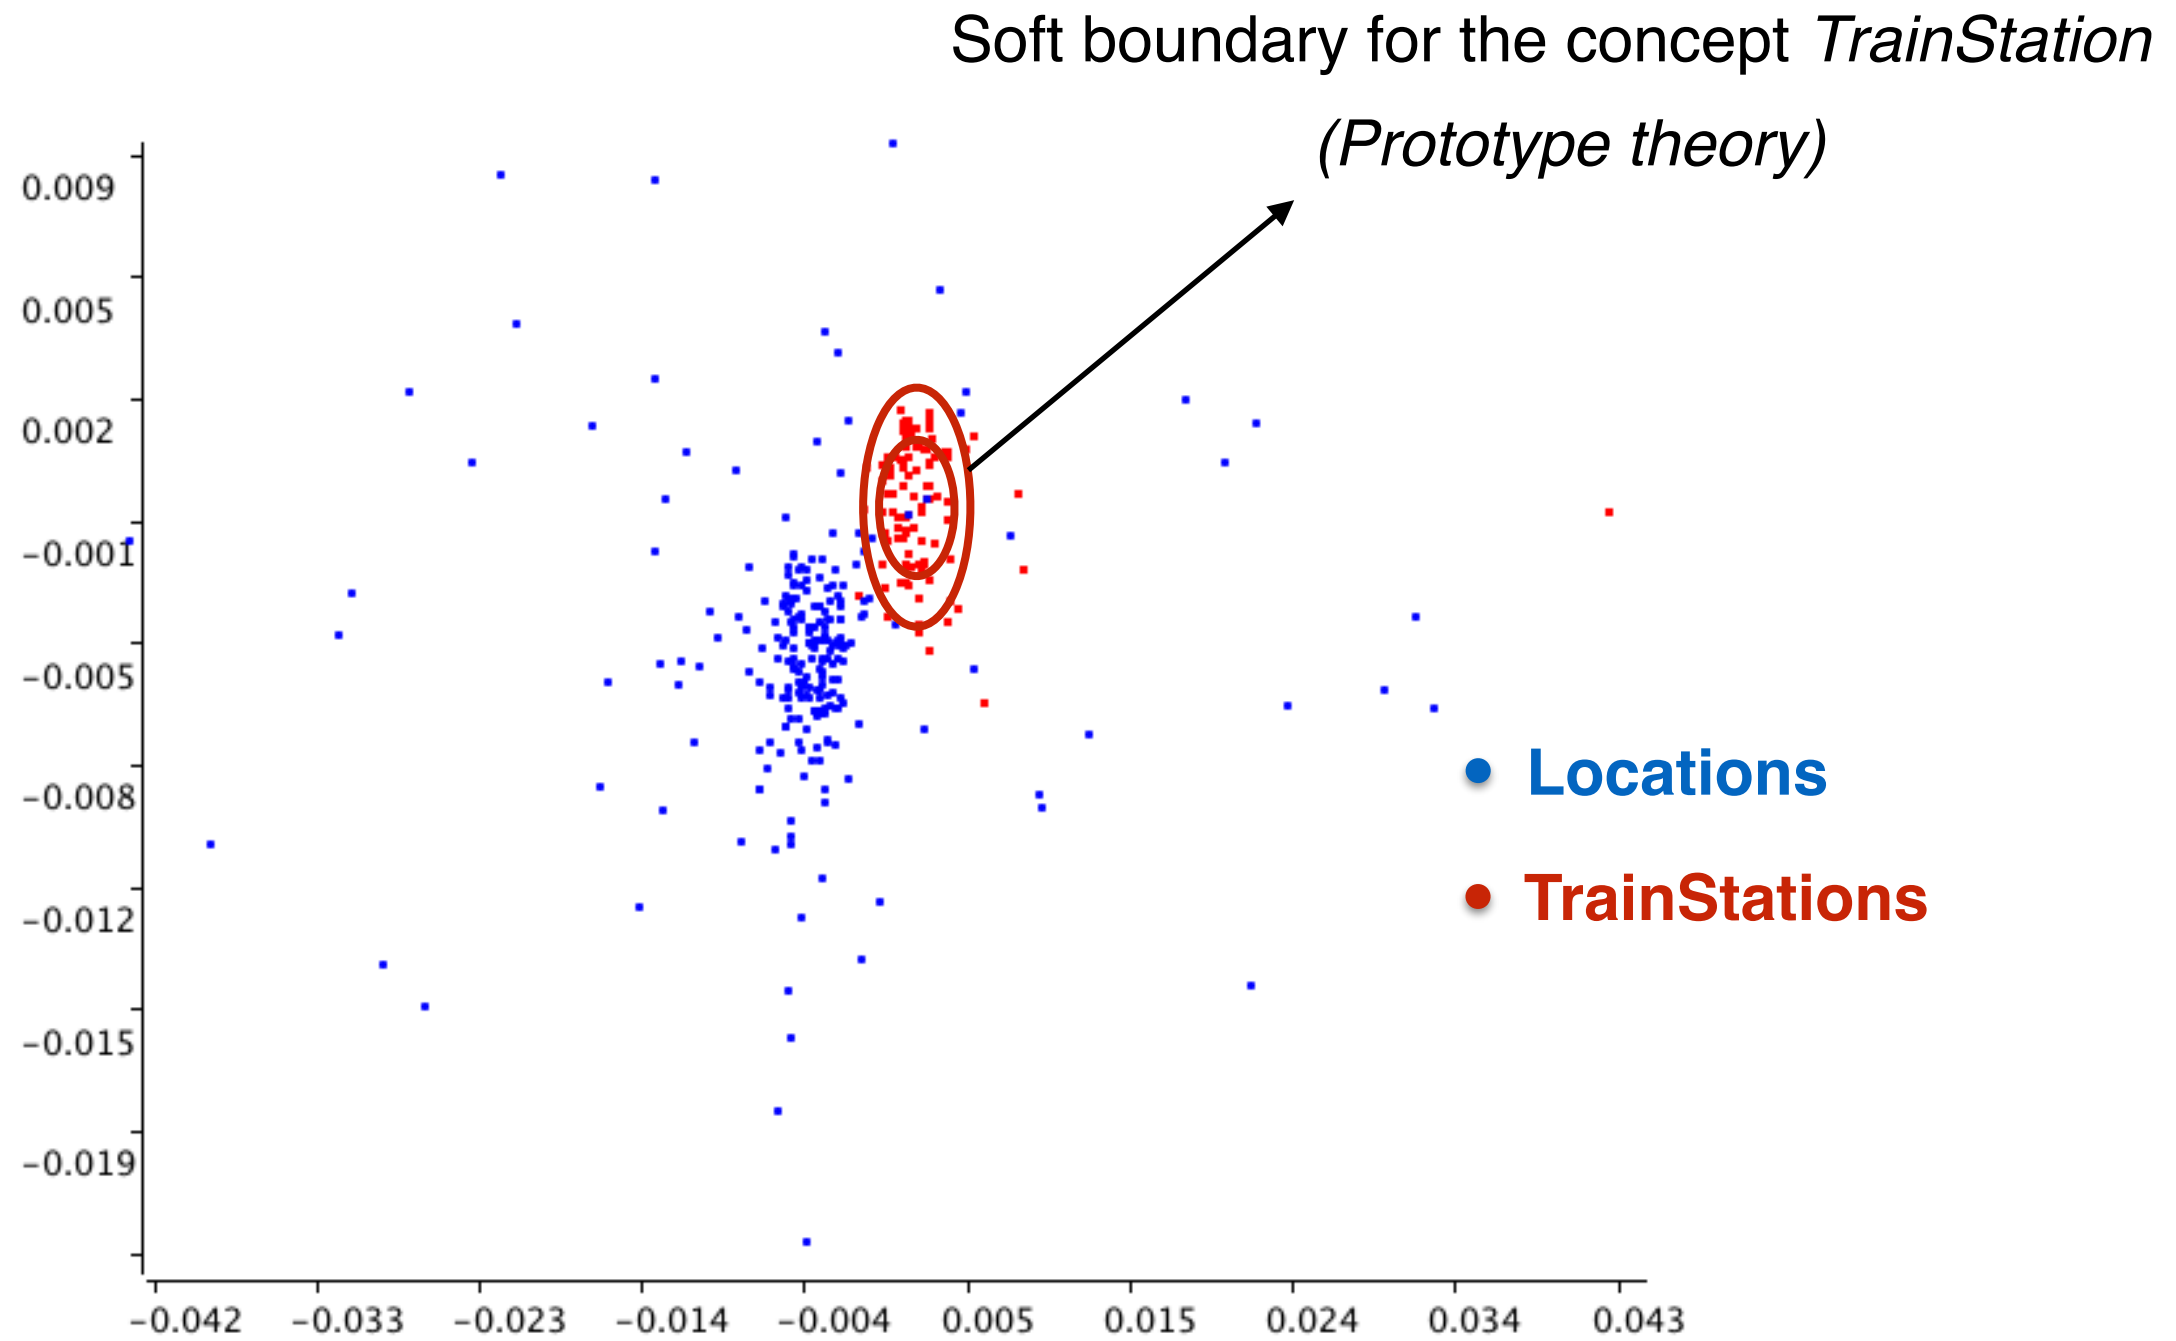 Soft boundary for the concept TrainStation
(Prototype theory)
0.009
0.005
0.002
−0.001
−0.005
−0.008
−0.012
−0.015
−0.019
Locations
TrainStations
−0.042 −0.033 −0.023 −0.014 −0.004 0.005 0.015 0.024 0.034 0.043